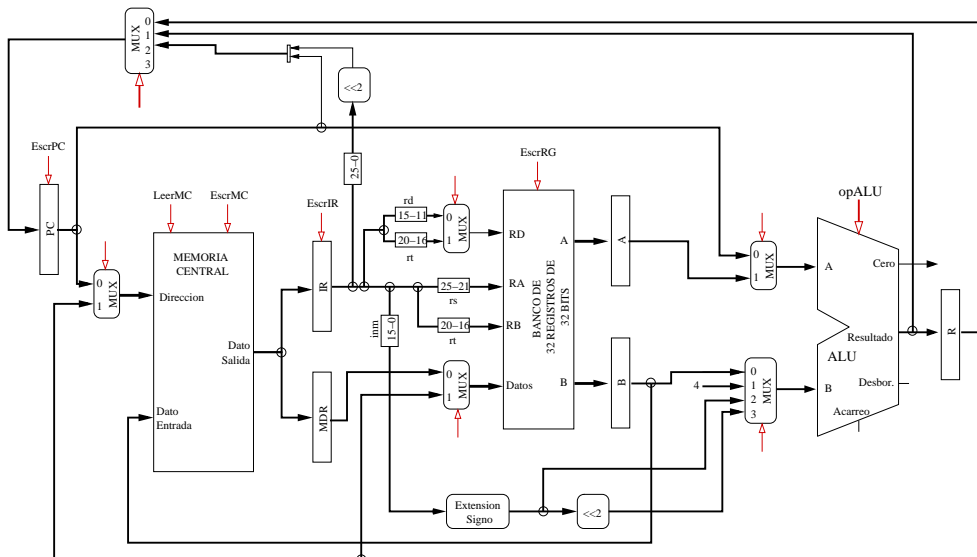 MUX
0
1
2
3
<<2
25-0
EscrPC
PC
LeerMC
EscrMC
MEMORIA
CENTRAL
Direccion
Dato
Salida
Dato
Entrada
0
1
MUX
EscrIR
IR
MDR
rd
15-11
20-16
rt
0
1
MUX
25-21
rs
20-16
rt
inm
15-0
0
1
MUX
EscrRG
RD
RA
RB
Datos
A
B
BANCO DE
32 REGISTROS DE
32 BITS
A
B
Extension
Signo
<<2
0
1
MUX
4
0
1
2
3
MUX
opALU
A
B
ALU
Cero
Resultado
Desbor.
Acarreo
R